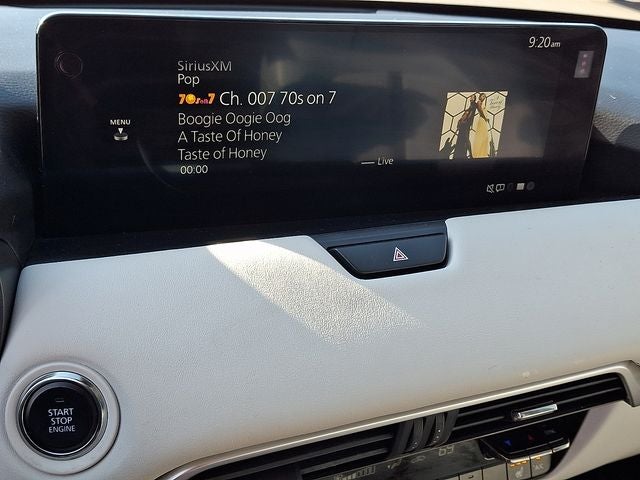 9:20am
SiriusXM
Pop
70s on 7 Ch. 007 70s on 7
MENU
Boogie Oogie Oog
A Taste Of Honey
Taste of Honey
00:00
Live
START
STOP
ENGINE
A/C